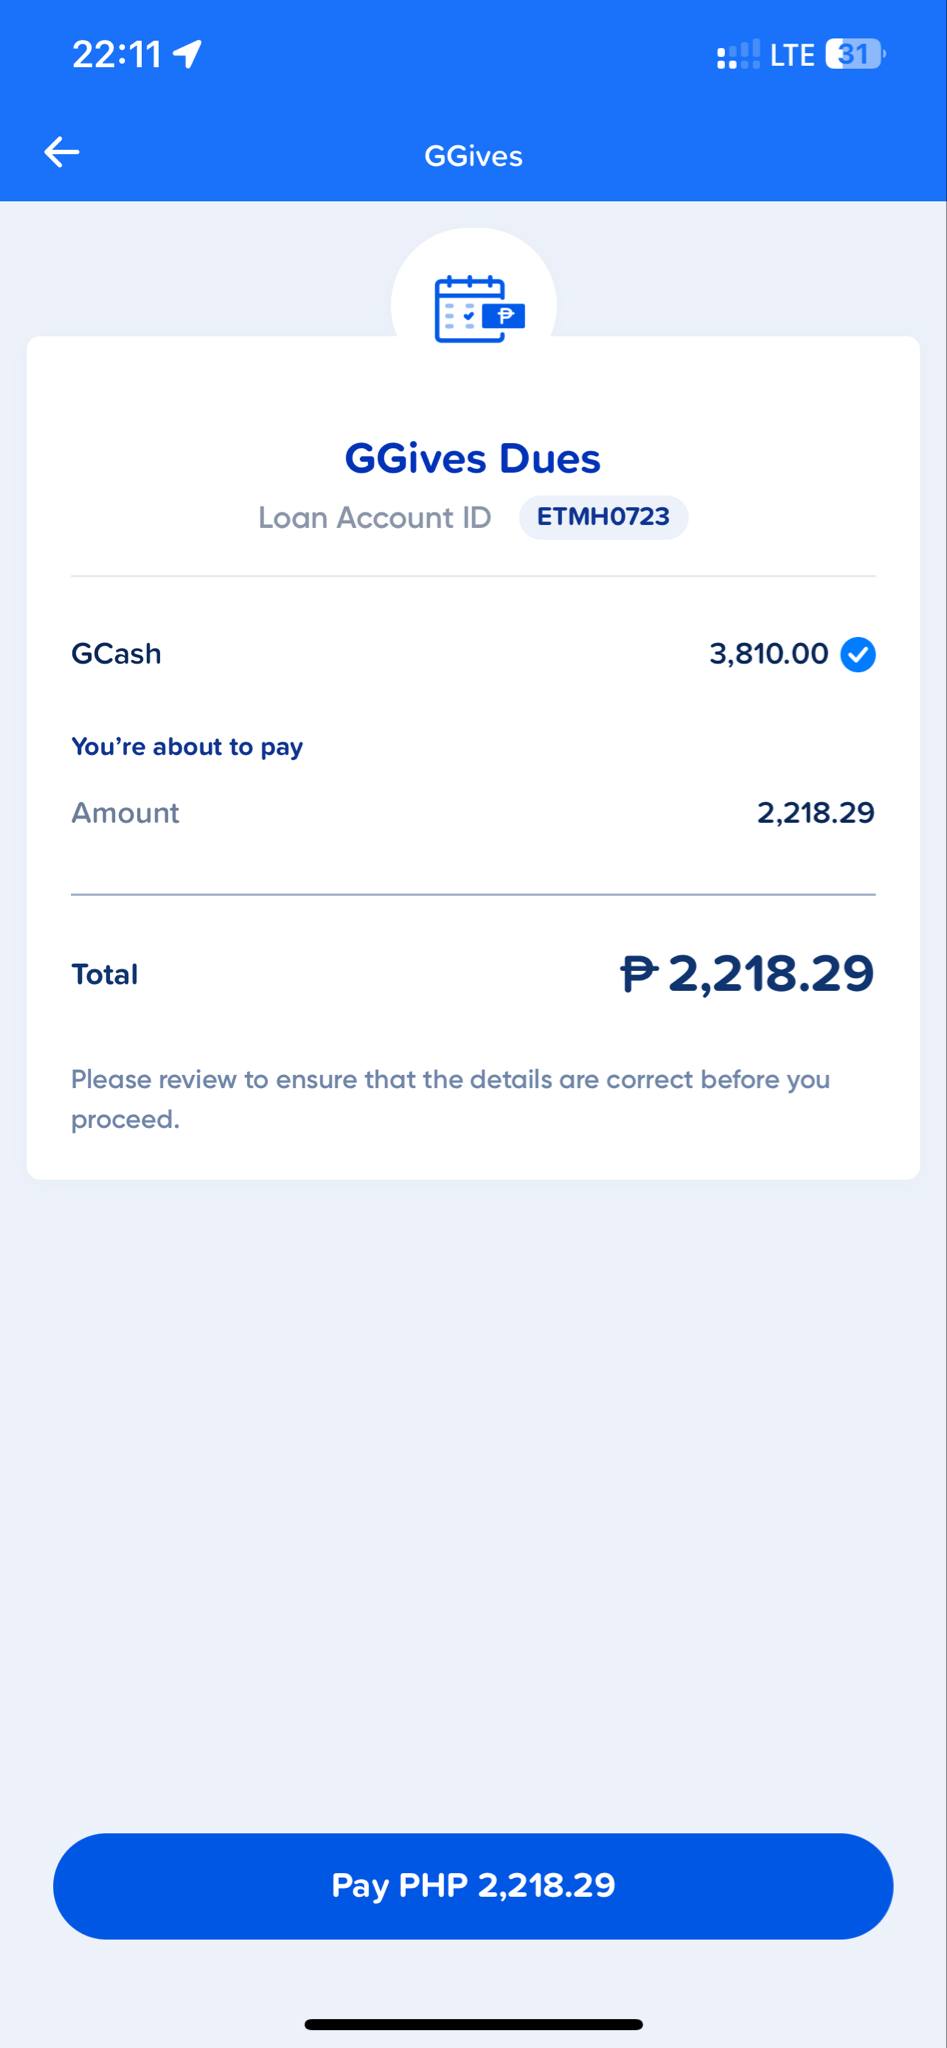 22:11 LTE 31
GGives
₱
GGives Dues
Loan Account ID ETMH0723
GCash 3,810.00
You're about to pay
Amount 2,218.29
Total ₱ 2,218.29
Please review to ensure that the details are correct before you
proceed.
Pay PHP 2,218.29